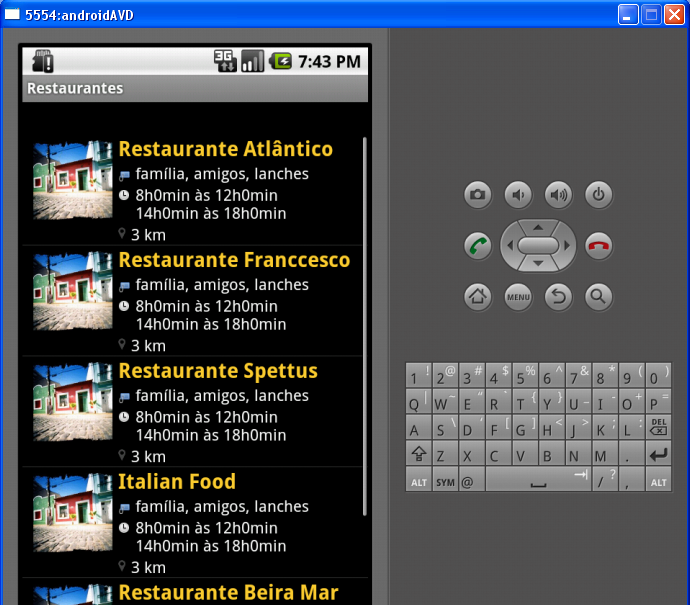 5554:androidAVD
3G 7:43 PM
Restaurantes
Restaurante Atlântico
família, amigos, lanches
8h0min às 12h0min
14h0min às 18h0min
3 km
Restaurante Franccesco
família, amigos, lanches
8h0min às 12h0min
14h0min às 18h0min
3 km
Restaurante Spettus
família, amigos, lanches
8h0min às 12h0min
14h0min às 18h0min
3 km
Italian Food
família, amigos, lanches
8h0min às 12h0min
14h0min às 18h0min
3 km
Restaurante Beira Mar
MENU
1 ! 2 @ 3 # 4 $ 5 % 6 ^ 7 & 8 * 9 ( 0 )
Q | W ~ E " R ` T { Y } U _ I - O + P =
A S \ D ' F [ G ] H < J > K ; L : DEL
Z X C V B N M .
ALT SYM @ / ? , ALT